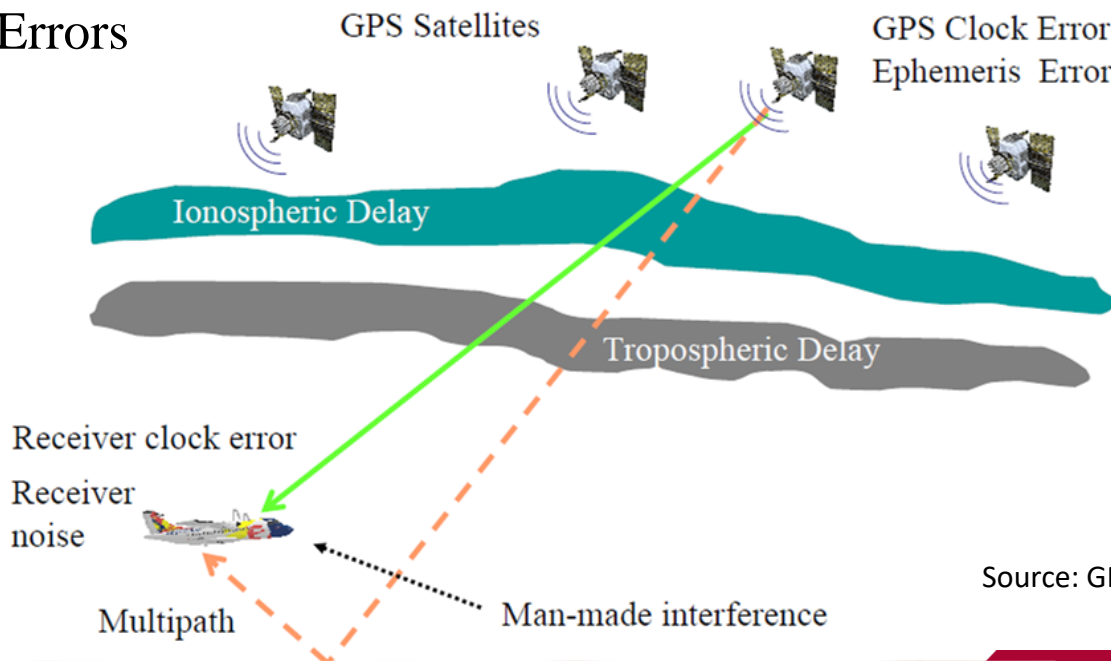 Errors
GPS Satellites
GPS Clock Error
Ephemeris Error
Ionospheric Delay
Tropospheric Delay
Receiver clock error
Receiver
noise
Multipath
Man-made interference
Source: